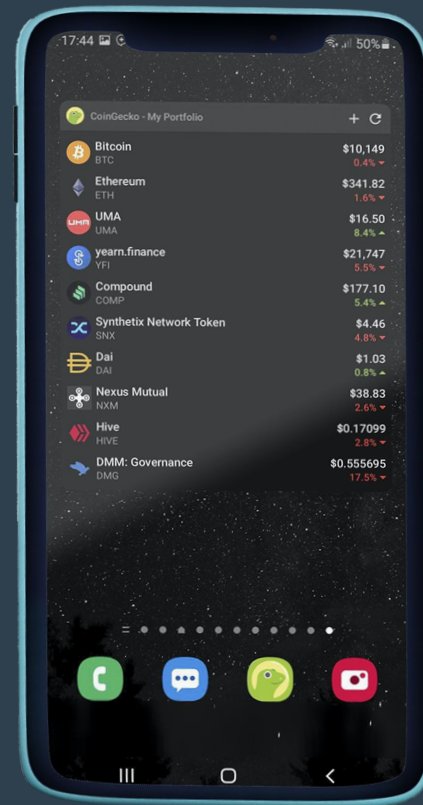 17:44
50%
CoinGecko - My Portfolio
Bitcoin $10,149
BTC 0.4%
Ethereum $341.82
ETH 1.6%
UMA
UMA $16.50
UMA 8.4%
yearn.finance $21,747
YFI 5.5%
Compound $177.10
COMP 5.4%
Synthetix Network Token $4.46
SNX 4.8%
Dai $1.03
DAI 0.8%
Nexus Mutual $38.83
NXM 2.6%
Hive $0.17099
HIVE 2.8%
DMM: Governance $0.555695
DMG 17.5%